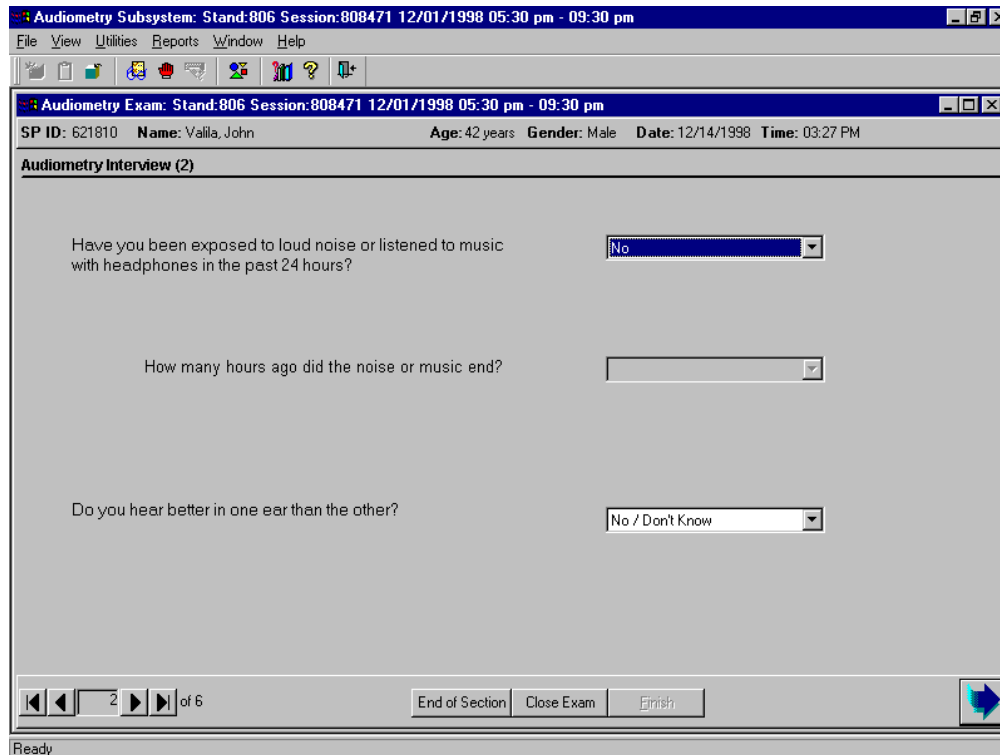 Audiometry Subsystem: Stand:806 Session:808471 12/01/1998 05:30 pm - 09:30 pm
File View Utilities Reports Window Help
Audiometry Exam: Stand:806 Session:808471 12/01/1998 05:30 pm - 09:30 pm
SP ID: 621810 Name: Valila, John Age: 42 years Gender: Male Date: 12/14/1998 Time: 03:27 PM
Audiometry Interview (2)
Have you been exposed to loud noise or listened to music
with headphones in the past 24 hours?
No
How many hours ago did the noise or music end?
Do you hear better in one ear than the other?
No / Don't Know
2 of 6
End of Section Close Exam Finish
Ready